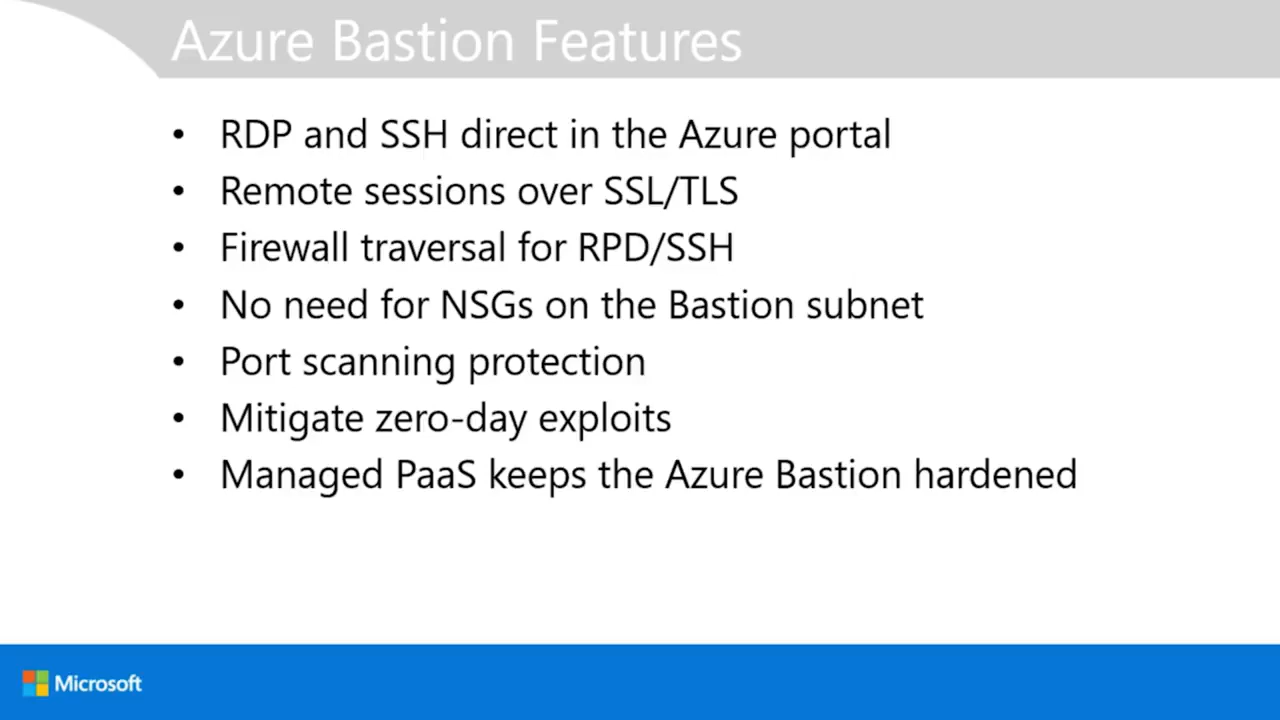 Azure Bastion Features
• RDP and SSH direct in the Azure portal
• Remote sessions over SSL/TLS
• Firewall traversal for RPD/SSH
• No need for NSGs on the Bastion subnet
• Port scanning protection
• Mitigate zero-day exploits
• Managed PaaS keeps the Azure Bastion hardened
Microsoft